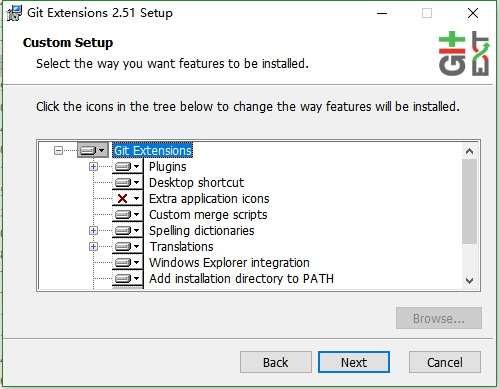 Git Extensions 2.51 Setup
Custom Setup
Select the way you want features to be installed.
Git
EXT
Click the icons in the tree below to change the way features will be installed.
Git Extensions
Plugins
Desktop shortcut
Extra application icons
Custom merge scripts
Spelling dictionaries
Translations
Windows Explorer integration
Add installation directory to PATH
Browse...
Back
Next
Cancel